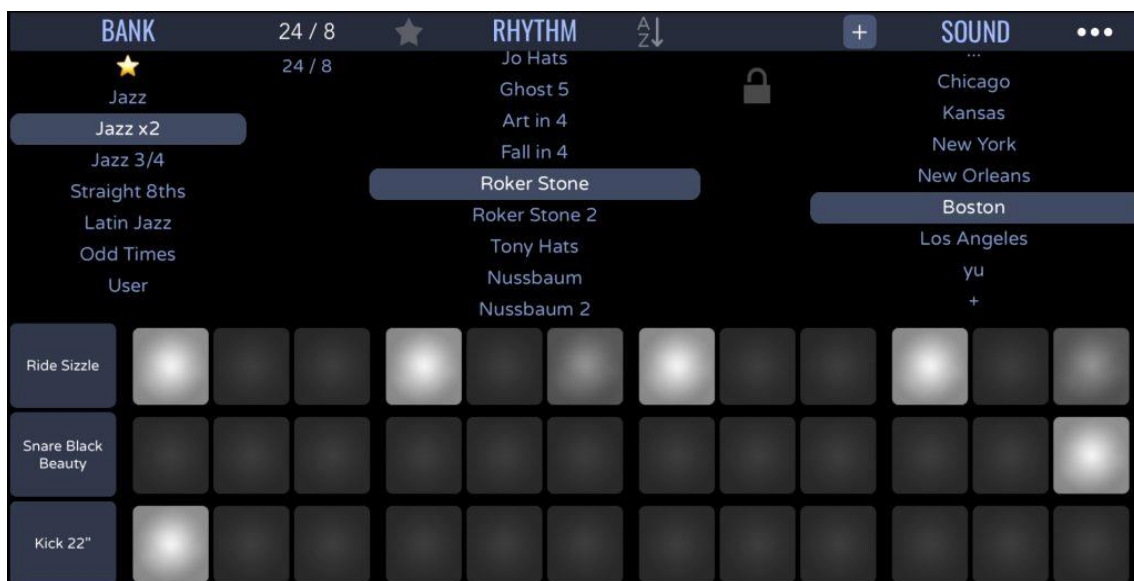 BANK 24 / 8 RHYTHM A Z SOUND
24 / 8
Jazz
Jazz x2
Jazz 3/4
Straight 8ths
Latin Jazz
Odd Times
User
Jo Hats
Ghost 5
Art in 4
Fall in 4
Roker Stone
Roker Stone 2
Tony Hats
Nussbaum
Nussbaum 2
+
...
Chicago
Kansas
New York
New Orleans
Boston
Los Angeles
yu
+
Ride Sizzle
Snare Black
Beauty
Kick 22”